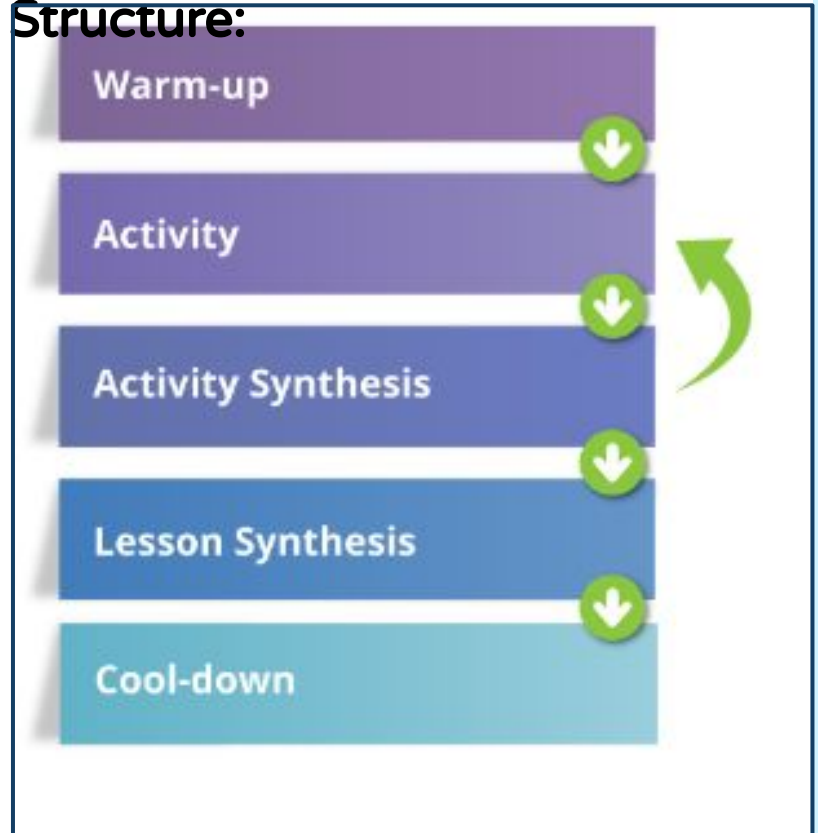 Structure:
Warm-up
Activity
Activity Synthesis
Lesson Synthesis
Cool-down